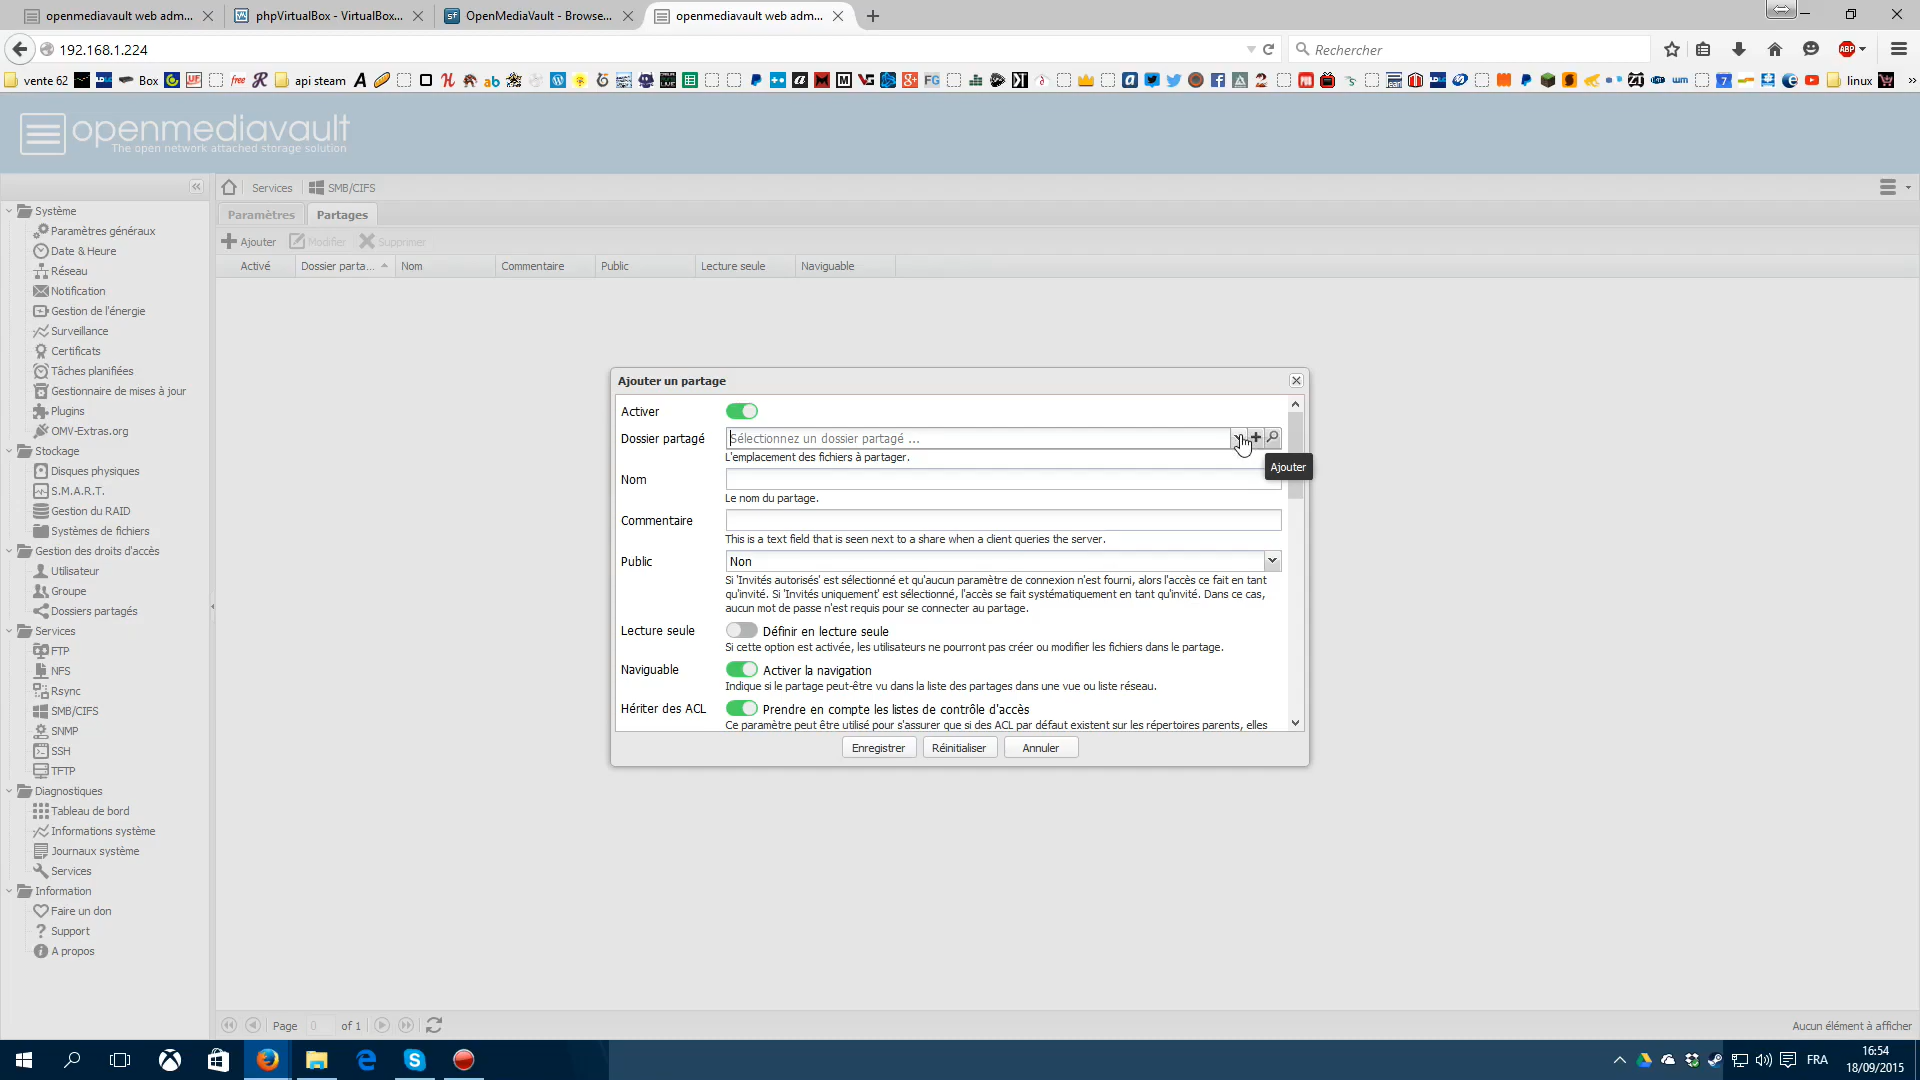 openmediavault web adm...
phpVirtualBox - VirtualBox...
OpenMediaVault - Browse...
openmediavault web adm...
192.168.1.224
Rechercher
ABP
vente 62
Box
free
api steam
linux
openmediavault
The open network attached storage solution
Services
SMB/CIFS
Paramètres
Partages
Ajouter
Modifier
Supprimer
Activé
Dossier parta...
Nom
Commentaire
Public
Lecture seule
Naviguable
Système
Paramètres généraux
Date & Heure
Réseau
Notification
Gestion de l'énergie
Surveillance
Certificats
Tâches planifiées
Gestionnaire de mises à jour
Plugins
OMV-Extras.org
Stockage
Disques physiques
S.M.A.R.T.
Gestion du RAID
Systèmes de fichiers
Gestion des droits d'accès
Utilisateur
Groupe
Dossiers partagés
Services
FTP
NFS
Rsync
SMB/CIFS
SNMP
SSH
TFTP
Diagnostiques
Tableau de bord
Informations système
Journaux système
Services
Information
Faire un don
Support
A propos
Ajouter un partage
Activer
Dossier partagé
Sélectionnez un dossier partagé ...
L'emplacement des fichiers à partager.
Ajouter
Nom
Le nom du partage.
Commentaire
This is a text field that is seen next to a share when a client queries the server.
Public
Non
Si 'Invités autorisés' est sélectionné et qu'aucun paramètre de connexion n'est fourni, alors l'accès ce fait en tant
qu'invité. Si 'Invités uniquement' est sélectionné, l'accès se fait systématiquement en tant qu'invité. Dans ce cas,
aucun mot de passe n'est requis pour se connecter au partage.
Lecture seule
Définir en lecture seule
Si cette option est activée, les utilisateurs ne pourront pas créer ou modifier les fichiers dans le partage.
Naviguable
Activer la navigation
Indique si le partage peut-être vu dans la liste des partages dans une vue ou liste réseau.
Hériter des ACL
Prendre en compte les listes de contrôle d'accès
Ce paramètre peut être utilisé pour s'assurer que si des ACL par défaut existent sur les répertoires parents, elles
Enregistrer
Réinitialiser
Annuler
Page
0
of 1
Aucun élément à afficher
FRA
16:54
18/09/2015